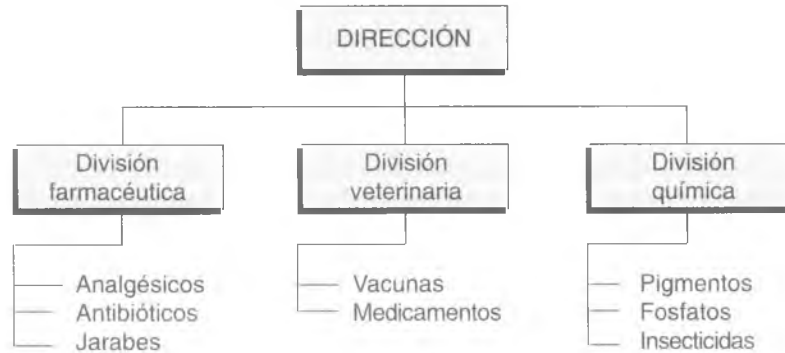 DIRECCIÓN
División
farmacéutica
División
veterinaria
División
química
Analgésicos
Antibióticos
Jarabes
Vacunas
Medicamentos
Pigmentos
Fosfatos
Insecticidas